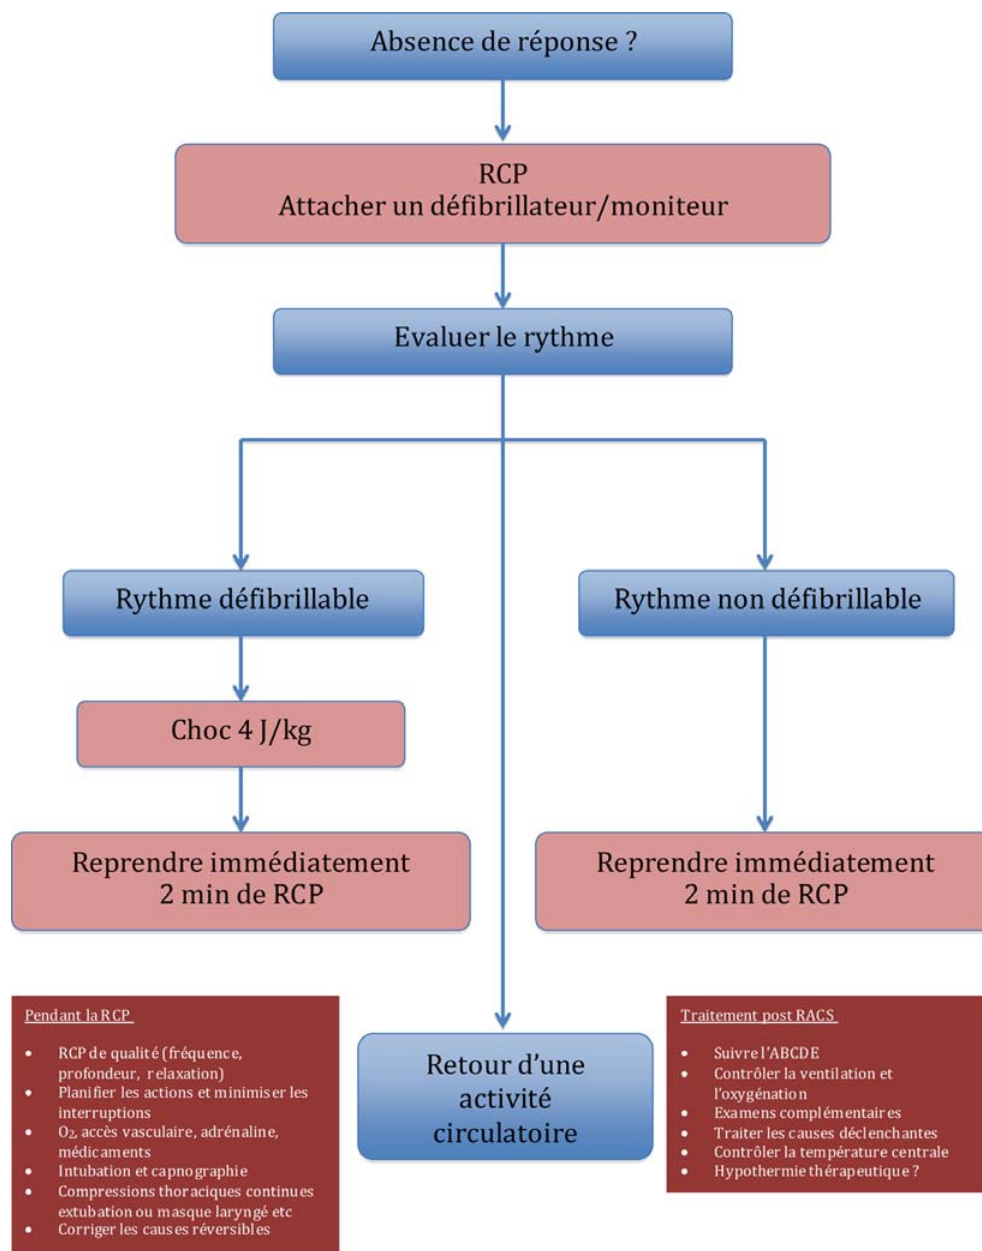 Absence de réponse ?
RCP
Attacher un défibrillateur/moniteur
Evaluer le rythme
Rythme défibrillable
Rythme non défibrillable
Choc 4 J/kg
Reprendre immédiatement
2 min de RCP
Reprendre immédiatement
2 min de RCP
Pendant la RCP
• RCP de qualité (fréquence,
profondeur, relaxation)
• Planifier les actions et minimiser les
interruptions
• O₂, accès vasculaire, adrénaline,
médicaments
• Intubation et capnographie
• Compressions thoraciques continues
extubation ou masque laryngé etc
• Corriger les causes réversibles
Retour d’une
activité
circulatoire
Traitement post RACS
• Suivre l’ABCDE
• Contrôler la ventilation et
l’oxygénation
• Examens complémentaires
• Traiter les causes déclenchantes
• Contrôler la température centrale
• Hypothermie thérapeutique ?